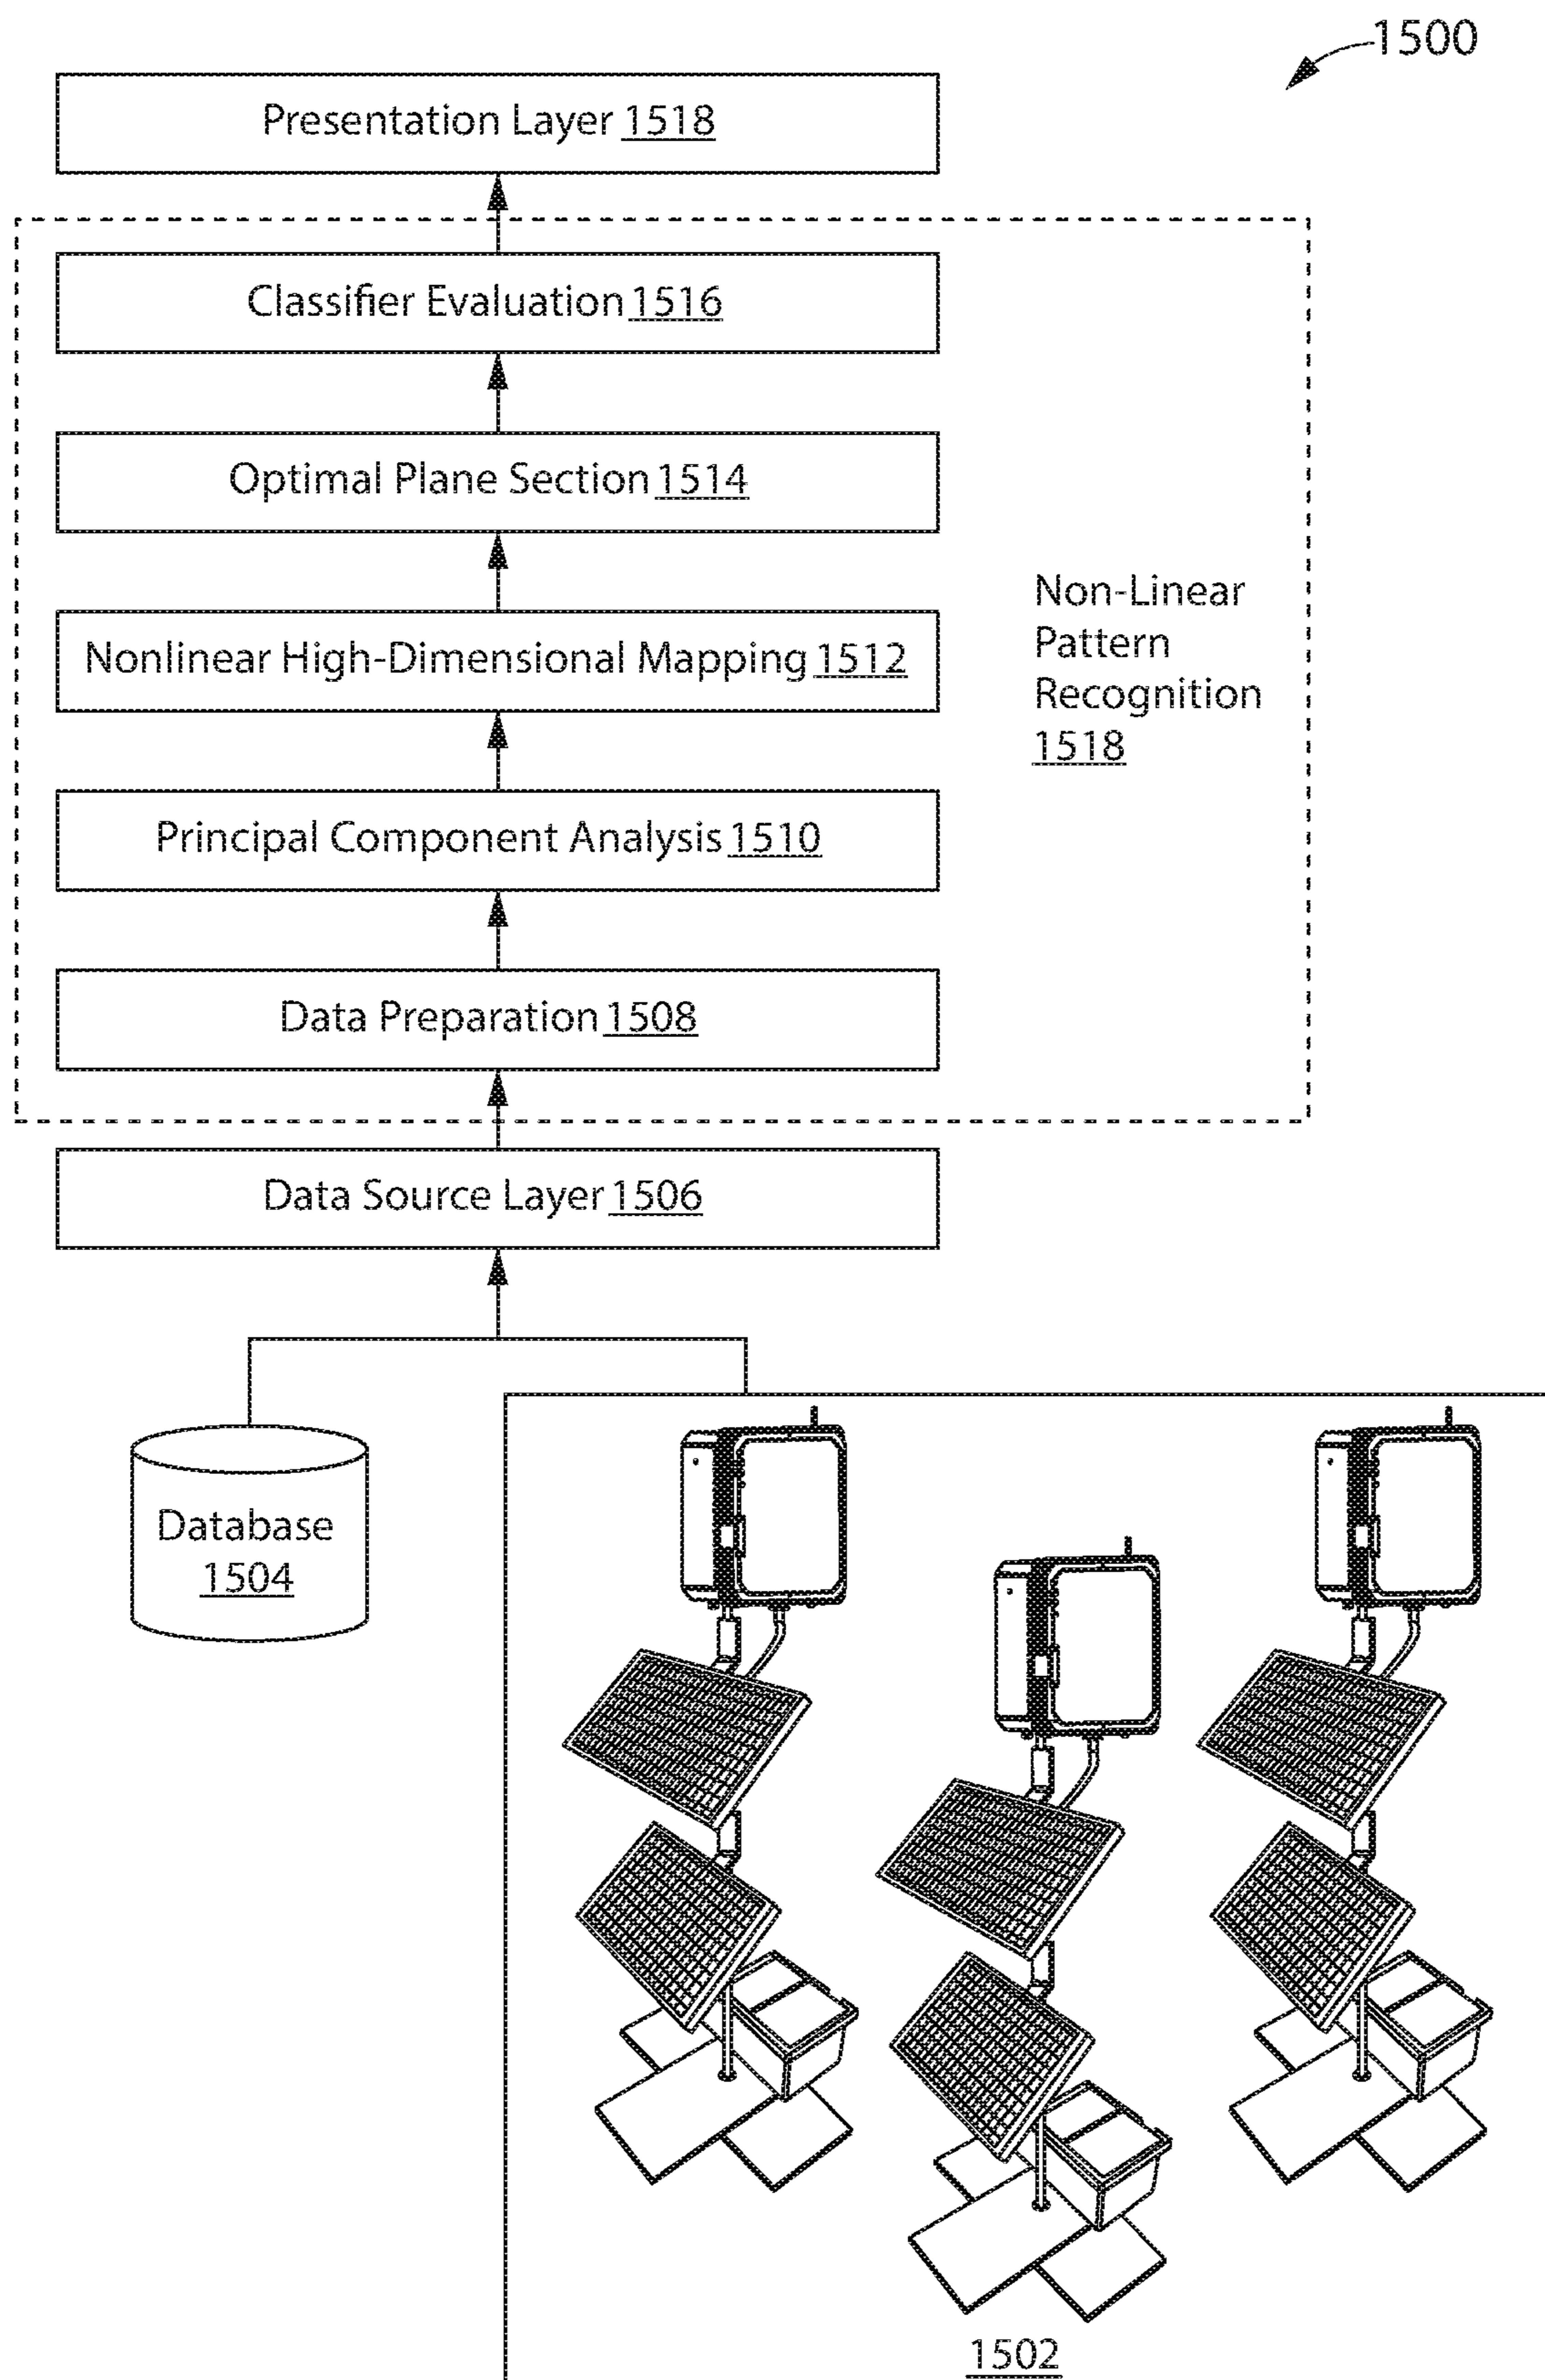 1500
Presentation Layer 1518
Classifier Evaluation 1516
Optimal Plane Section 1514
Nonlinear High-Dimensional Mapping 1512
Non-Linear
Pattern
Recognition
1518
Principal Component Analysis 1510
Data Preparation 1508
Data Source Layer 1506
Database
1504
1502